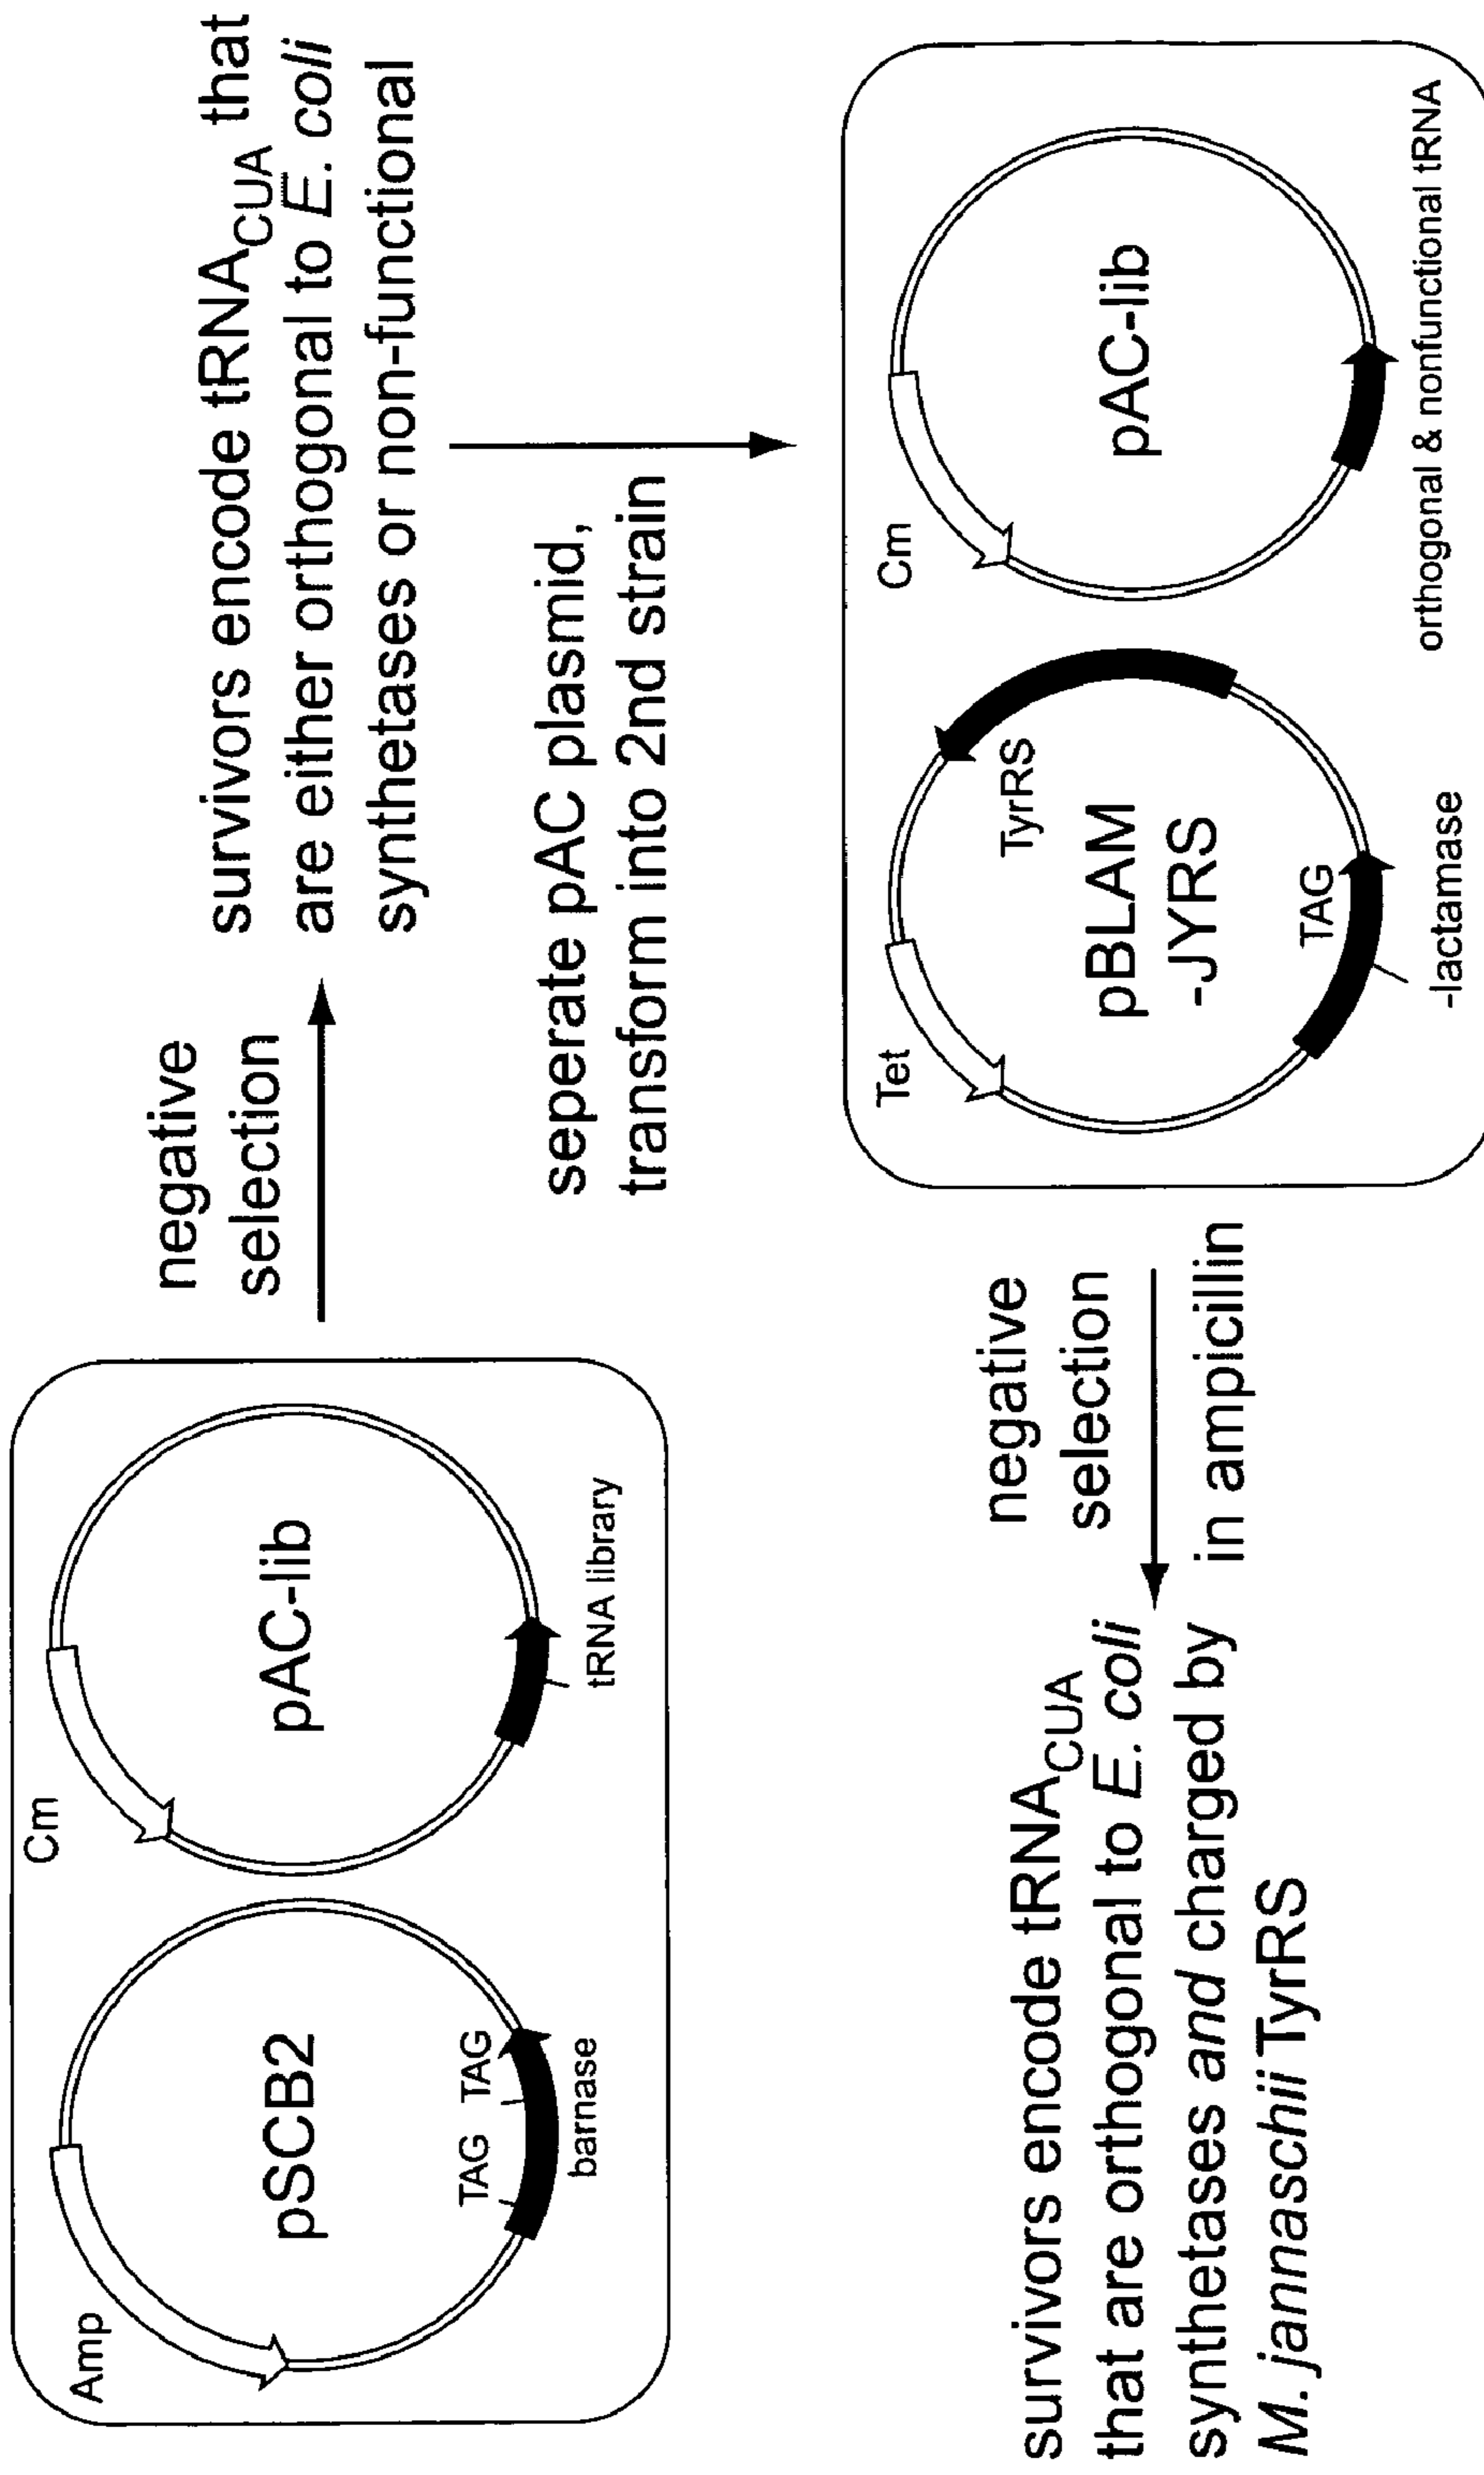 Amp
pSCB2
TAG TAG
barnase
Cm
pAC-lib
tRNA library
negative
selection
survivors encode tRNACUA that
are either orthogonal to E. coli
synthetases or non-functional
seperate pAC plasmid,
transform into 2nd strain
Tet
TyrRS
pBLAM
-JYRS
TAG
-lactamase
Cm
pAC-lib
orthogonal & nonfunctional tRNA
negative
selection
in ampicillin
survivors encode tRNACUA
that are orthogonal to E. coli
synthetases and charged by
M. jannaschii TyrRS